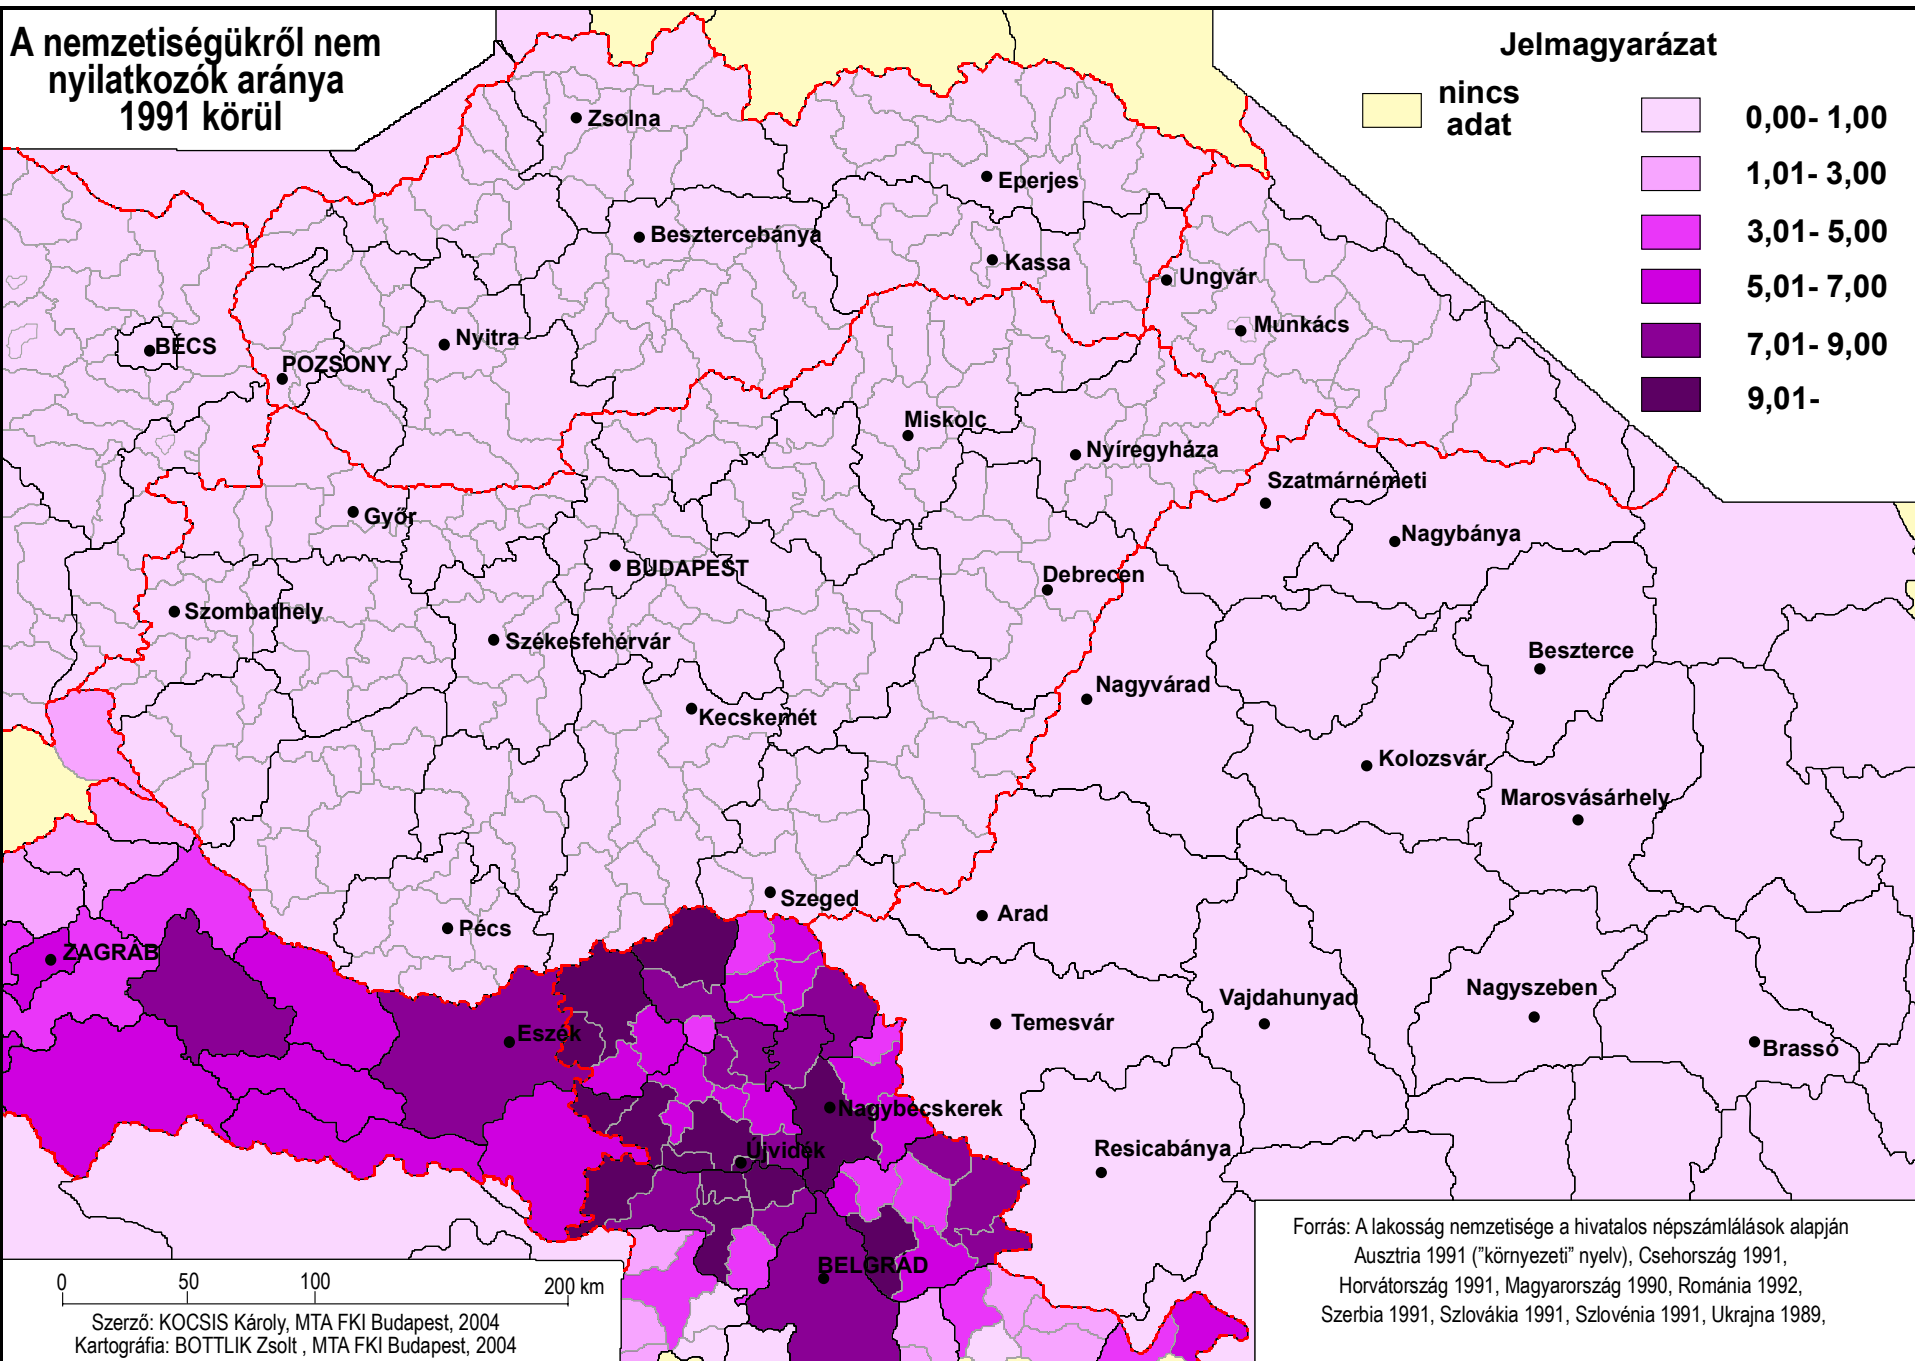 A nemzetiségükről nem
nyilatkozók aránya
1991 körül
Jelmagyarázat
nincs
adat
0,00- 1,00
1,01- 3,00
3,01- 5,00
5,01- 7,00
7,01- 9,00
9,01-
Zsolna
Eperjes
Besztercebánya
Kassa
Ungvár
Munkács
BÉCS
POZSONY
Nyitra
Miskolc
Nyíregyháza
Szatmárnémeti
Nagybánya
Győr
BUDAPEST
Debrecen
Szombathely
Székesfehérvár
Beszterce
Nagyvárad
Kecskemét
Kolozsvár
Marosvásárhely
Szeged
Arad
Pécs
ZAGRÁB
Vajdahunyad
Nagyszeben
Temesvár
Eszék
Brassó
Nagybecskerek
Újvidék
Resicabánya
BELGRÁD
0 50 100 200 km
Szerző: KOCSIS Károly, MTA FKI Budapest, 2004
Kartográfia: BOTTLIK Zsolt , MTA FKI Budapest, 2004
Forrás: A lakosság nemzetisége a hivatalos népszámlálások alapján
Ausztria 1991 ("környezeti" nyelv), Csehország 1991,
Horvátország 1991, Magyarország 1990, Románia 1992,
Szerbia 1991, Szlovákia 1991, Szlovénia 1991, Ukrajna 1989,